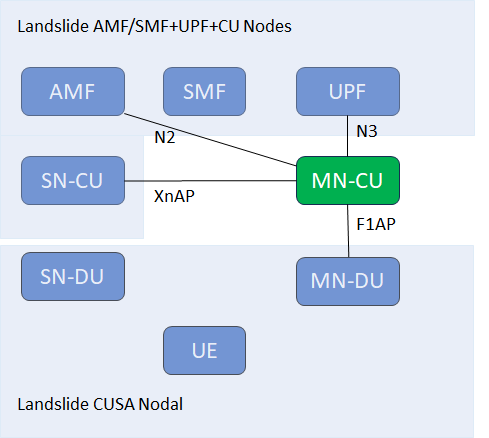 Landslide AMF/SMF+UPF+CU Nodes
AMF
SMF
UPF
N2
N3
SN-CU
MN-CU
XnAP
F1AP
SN-DU
MN-DU
UE
Landslide CUSA Nodal